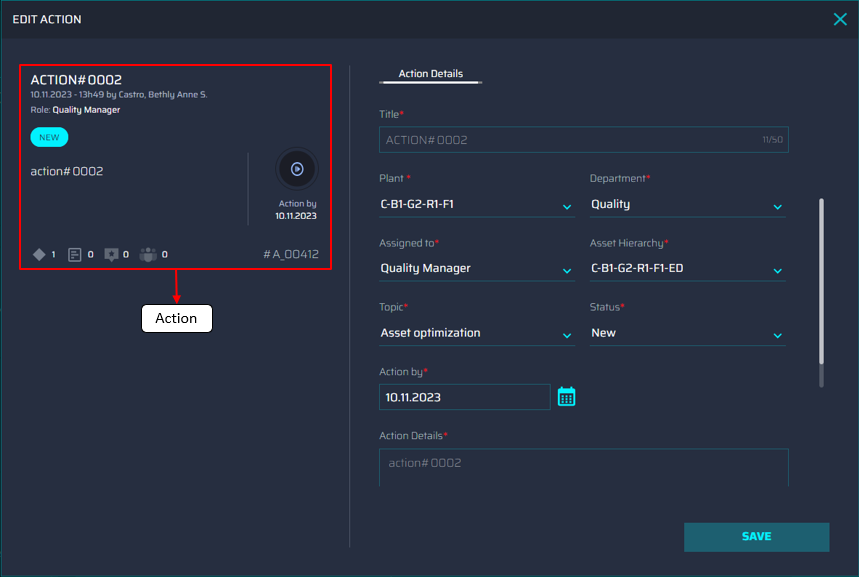 EDIT ACTION
ACTION#0002
10.11.2023 - 13h49 by Castro, Bethly Anne S.
Role: Quality Manager
NEW
action#0002
Action by
10.11.2023
1 0 0 0 #A_00412
Action
Action Details
Title*
ACTION#0002 11/50
Plant * Department*
C-B1-G2-R1-F1 Quality
Assigned to* Asset Hierarchy*
Quality Manager C-B1-G2-R1-F1-ED
Topic* Status*
Asset optimization New
Action by*
10.11.2023
Action Details*
action#0002
SAVE